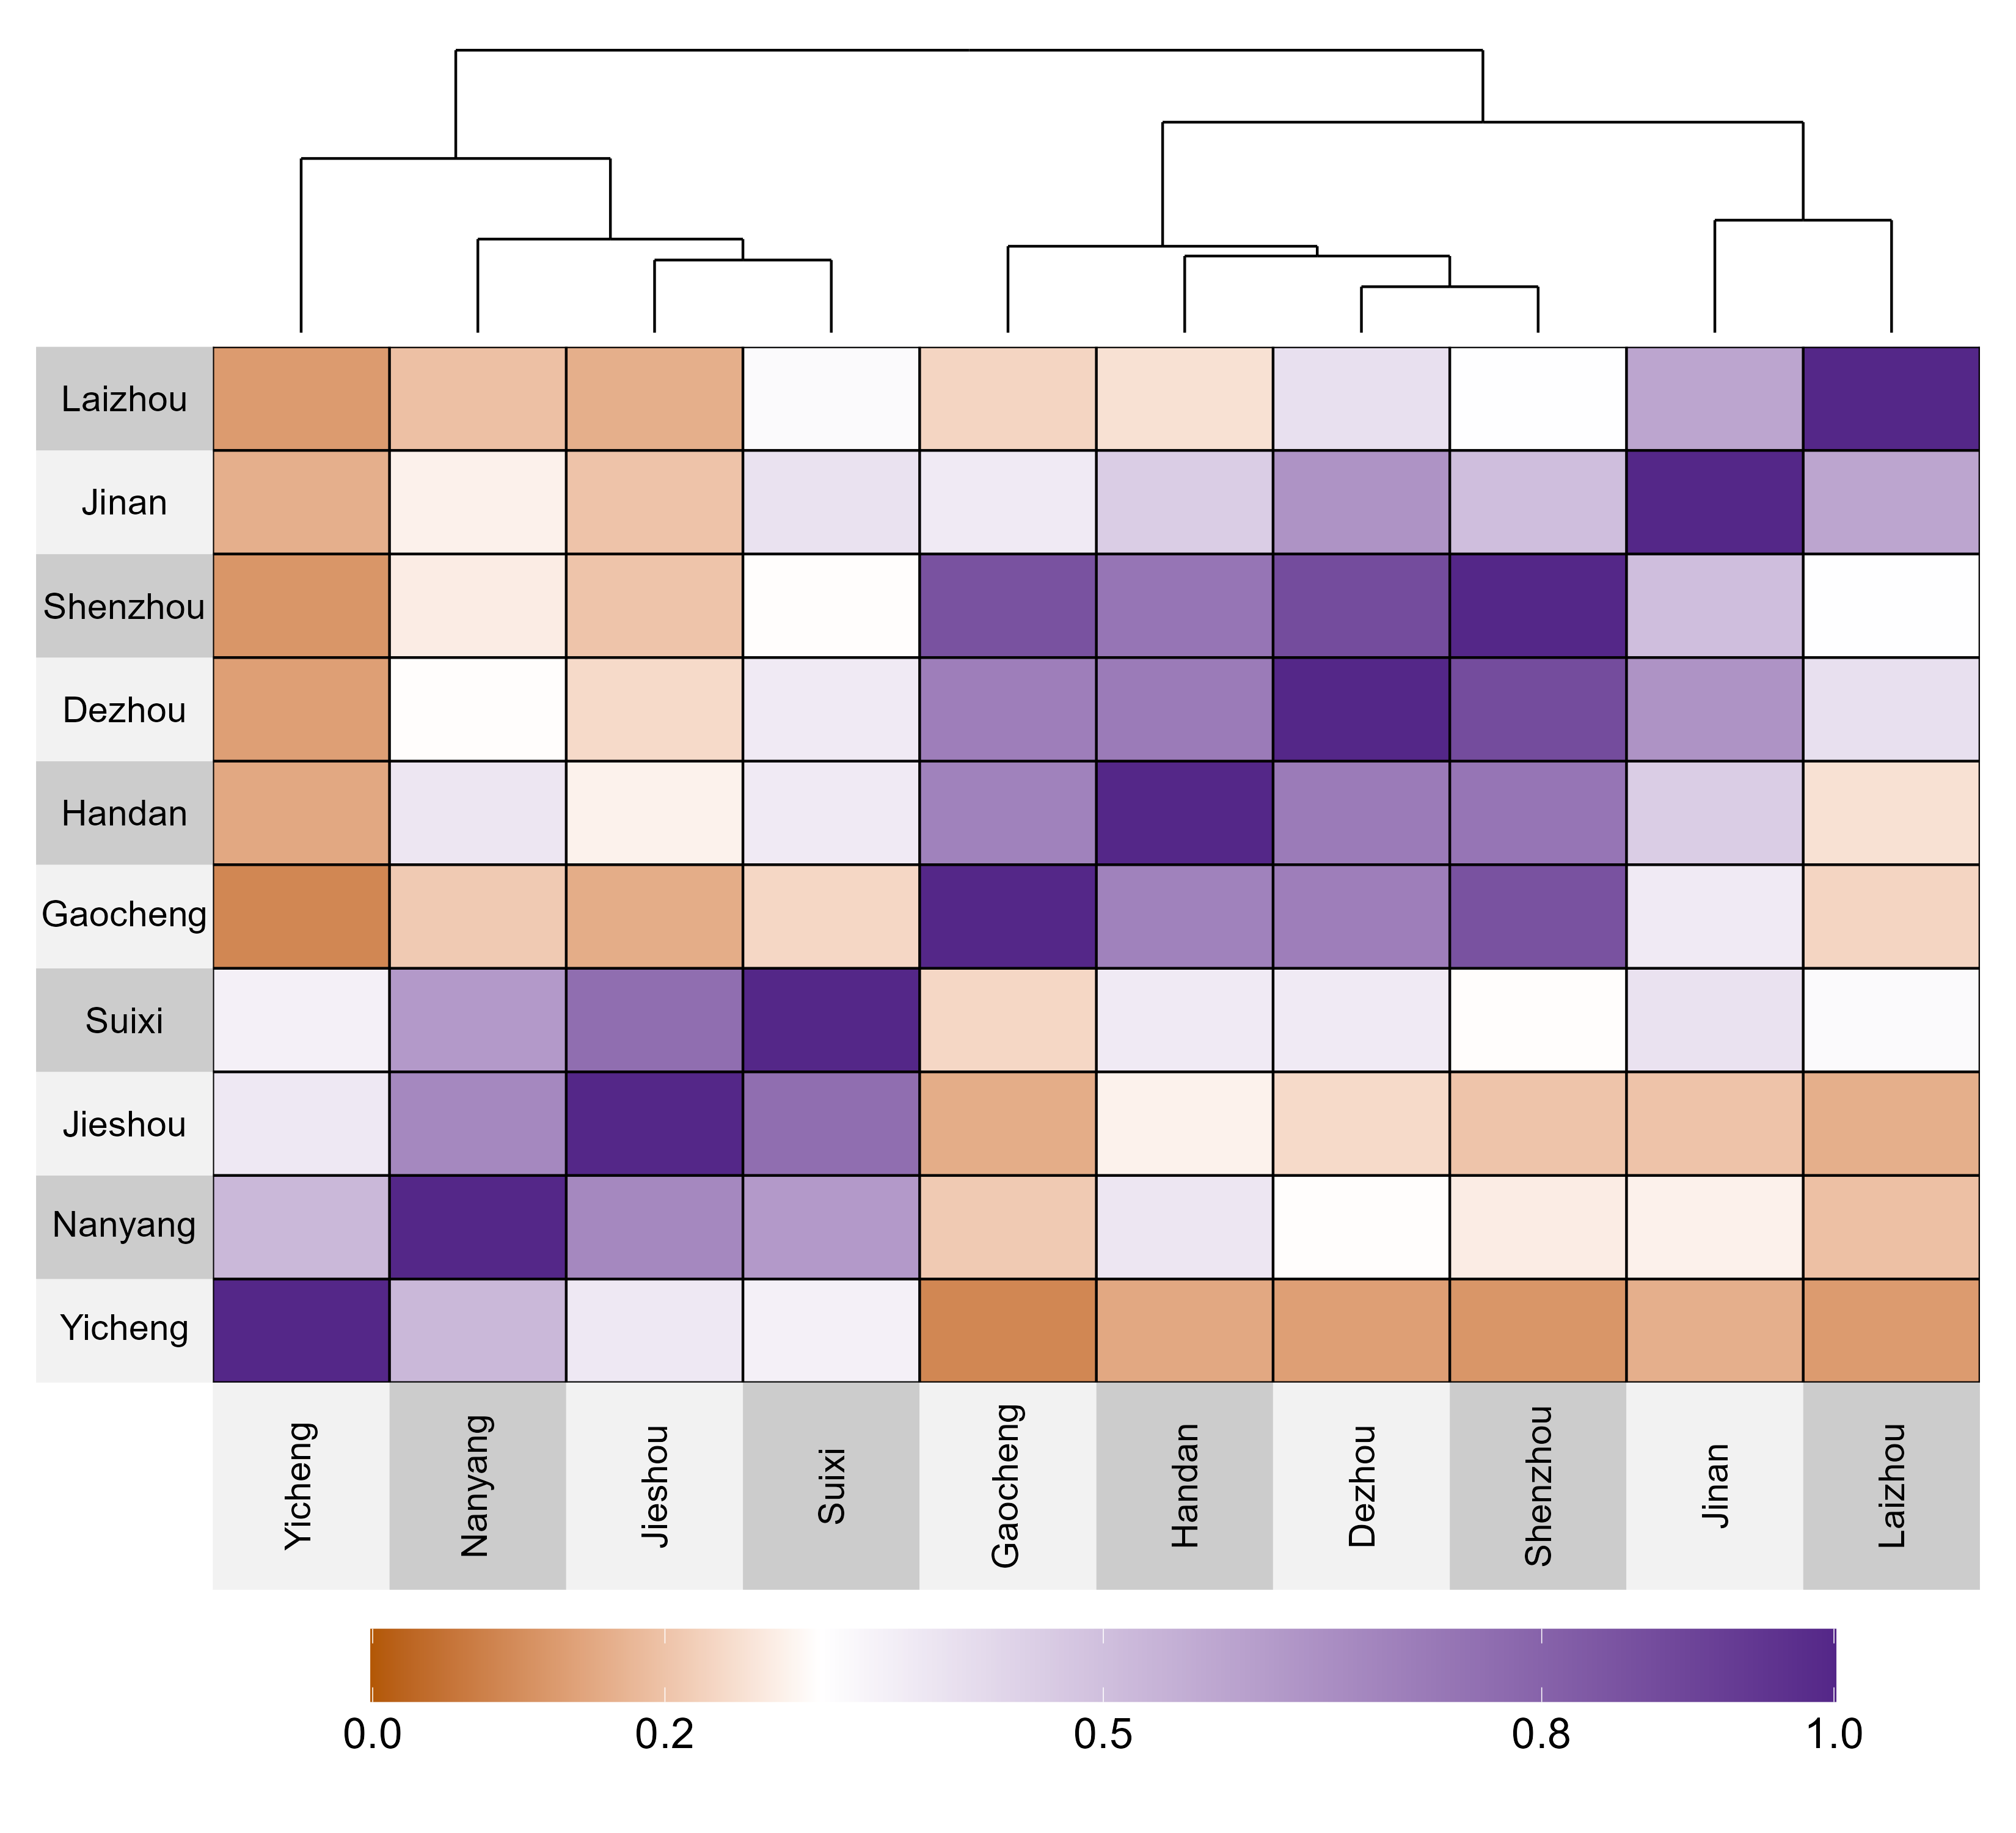 Laizhou
Jinan
Shenzhou
Dezhou
Handan
Gaocheng
Suixi
Jieshou
Nanyang
Yicheng
Yicheng
Nanyang
Jieshou
Suixi
Gaocheng
Handan
Dezhou
Shenzhou
Jinan
Laizhou
0.0 0.2 0.5 0.8 1.0